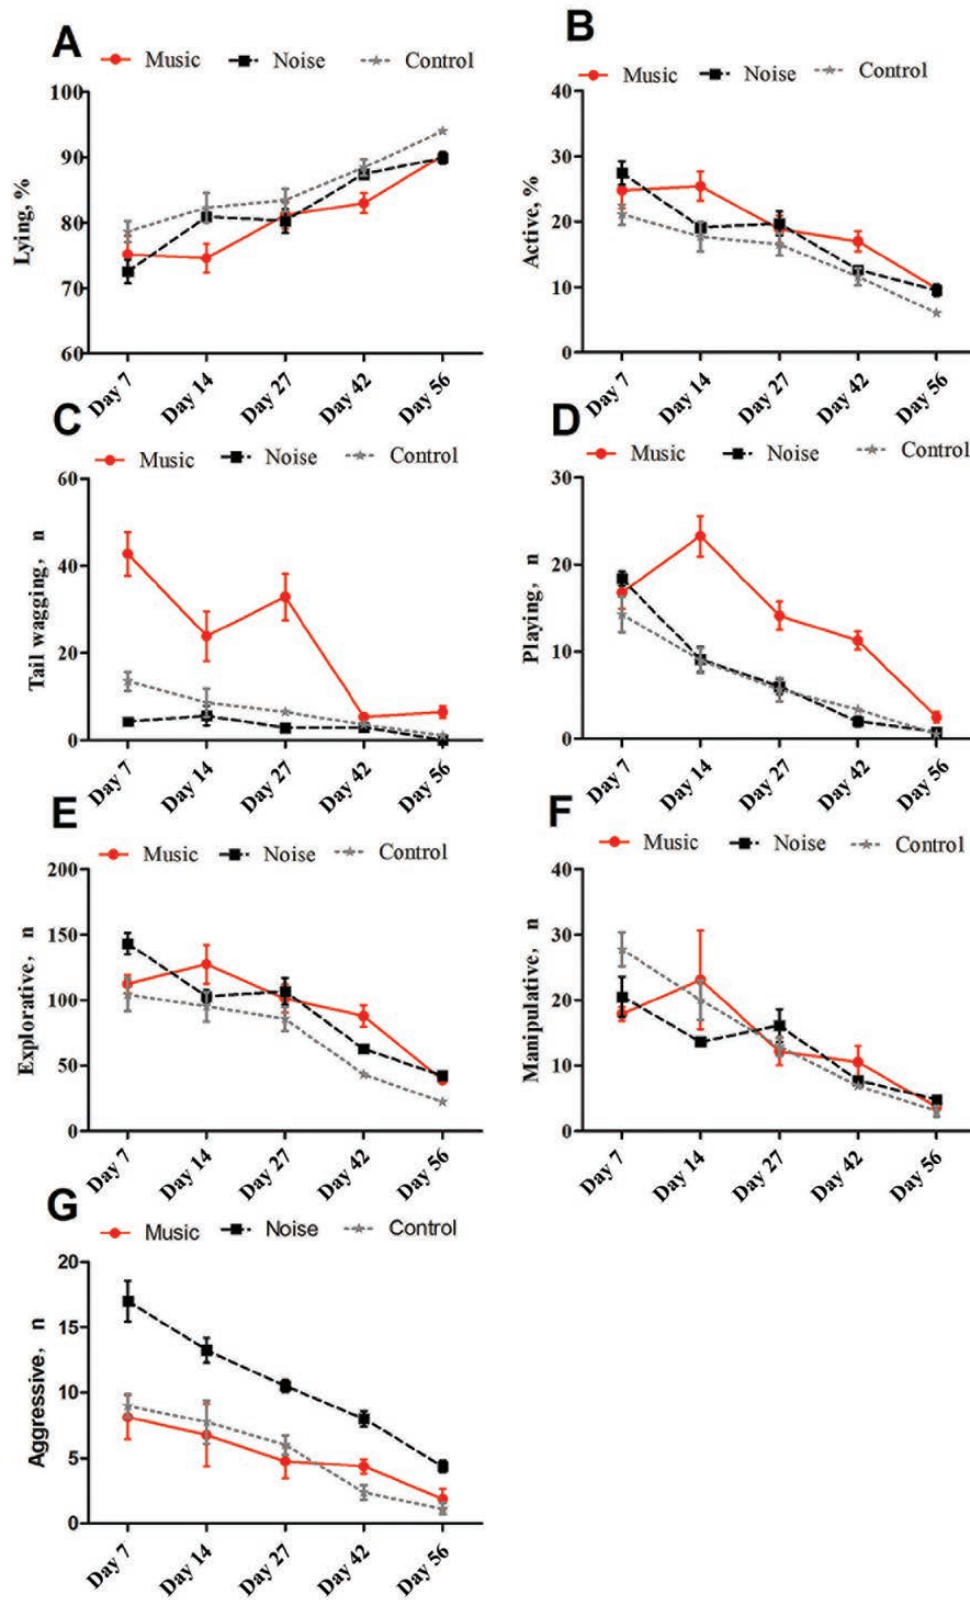 A
Music Noise Control
100
90
80
70
60
Lying, %
Day 7 Day 14 Day 27 Day 42 Day 56
B
Music Noise Control
40
30
20
10
0
Active, %
Day 7 Day 14 Day 27 Day 42 Day 56
C
Music Noise Control
60
40
20
0
Tail wagging, n
Day 7 Day 14 Day 27 Day 42 Day 56
D
Music Noise Control
30
20
10
0
Playing, n
Day 7 Day 14 Day 27 Day 42 Day 56
E
Music Noise Control
200
150
100
50
0
Explorative, n
Day 7 Day 14 Day 27 Day 42 Day 56
F
Music Noise Control
40
30
20
10
0
Manipulative, n
Day 7 Day 14 Day 27 Day 42 Day 56
G
Music Noise Control
20
15
10
5
0
Aggressive, n
Day 7 Day 14 Day 27 Day 42 Day 56